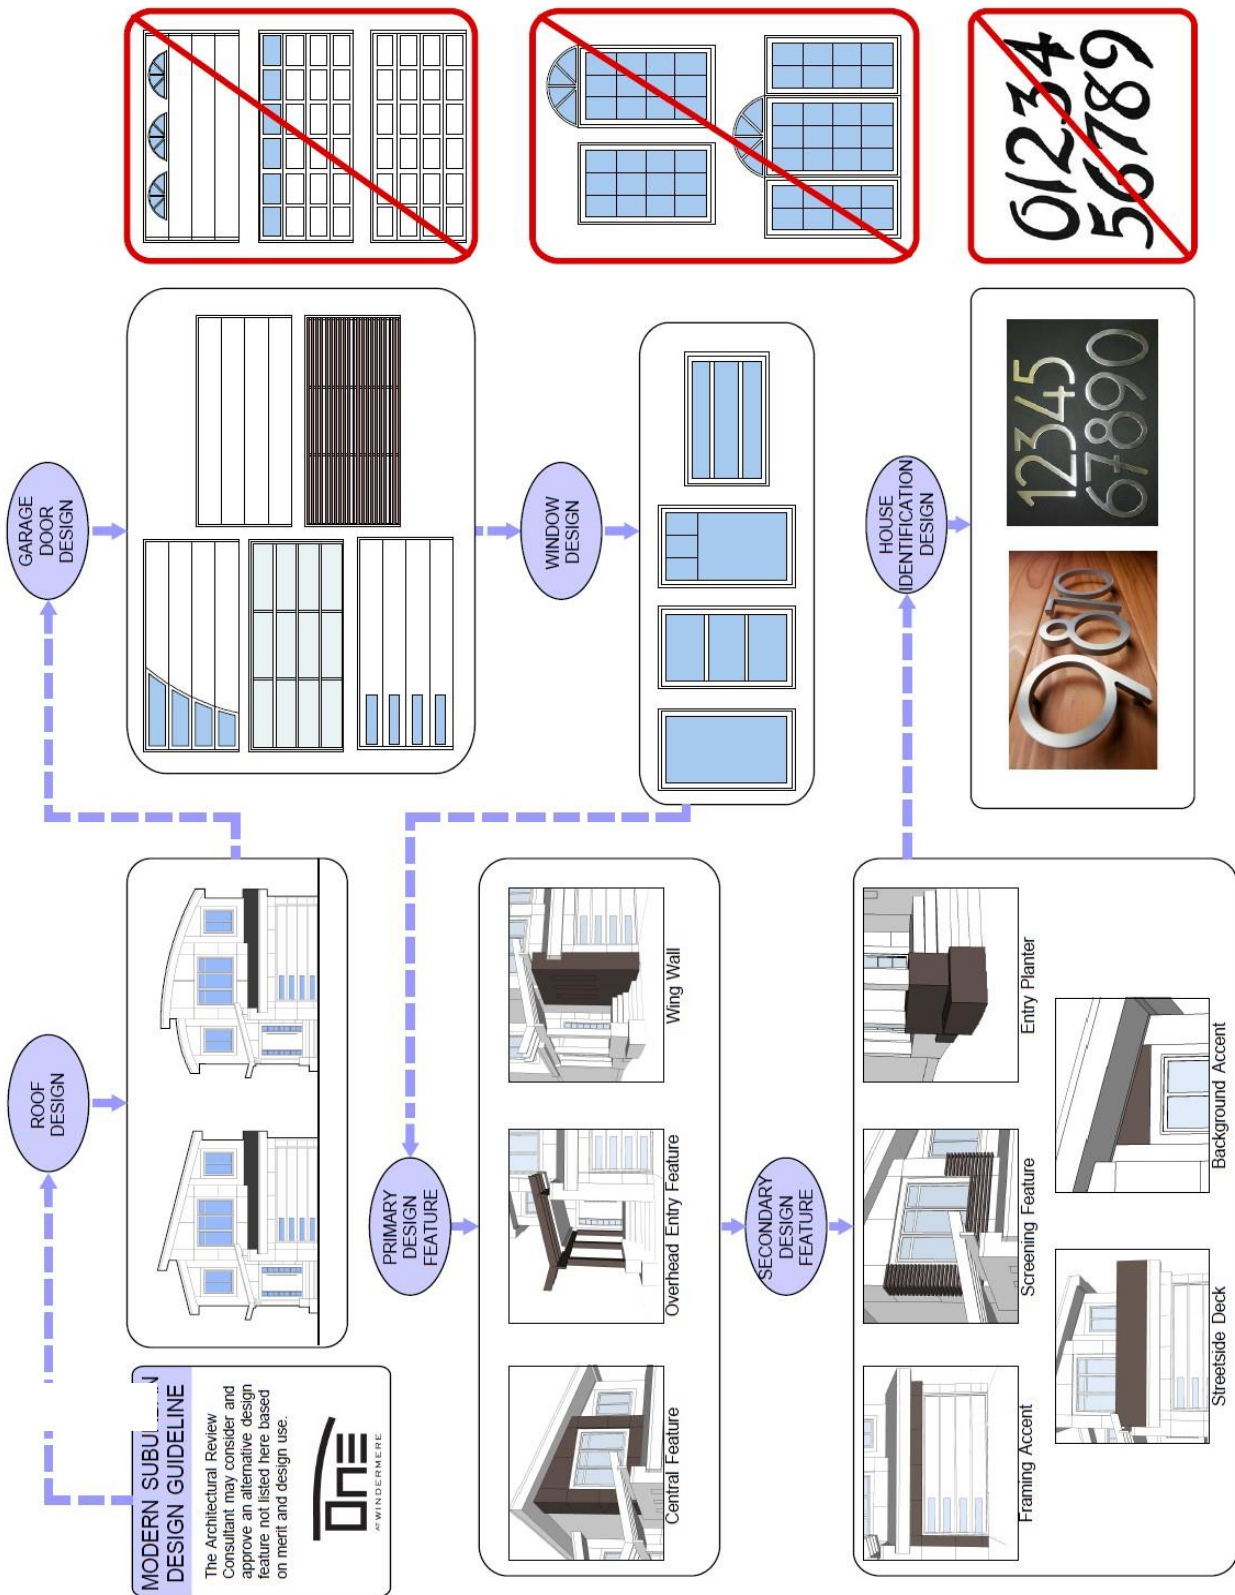 MODERN SUBURBAN
DESIGN GUIDELINE
The Architectural Review
Consultant may consider and
approve an alternative design
feature not listed here based
on merit and design use.
ONE
AT WINDERMERE
ROOF
DESIGN
GARAGE
DOOR
DESIGN
WINDOW
DESIGN
PRIMARY
DESIGN
FEATURE
Central Feature
Overhead Entry Feature
Wing Wall
SECONDARY
DESIGN
FEATURE
Framing Accent
Screening Feature
Entry Planter
Streetside Deck
Background Accent
HOUSE
IDENTIFICATION
DESIGN
9870
12345
67890
01234
56789